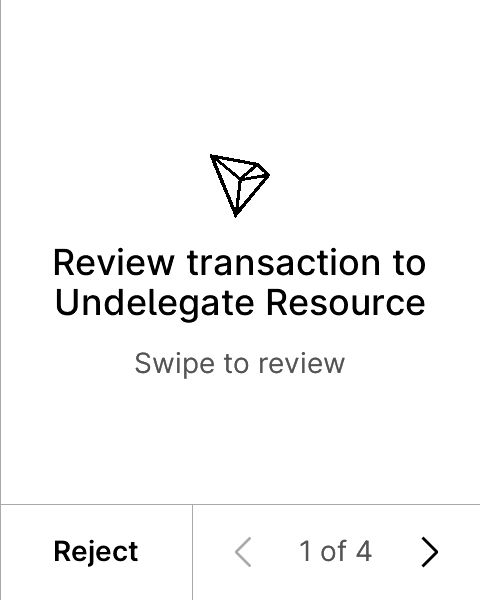 Review transaction to
Undelegate Resource
Swipe to review
Reject
1 of 4